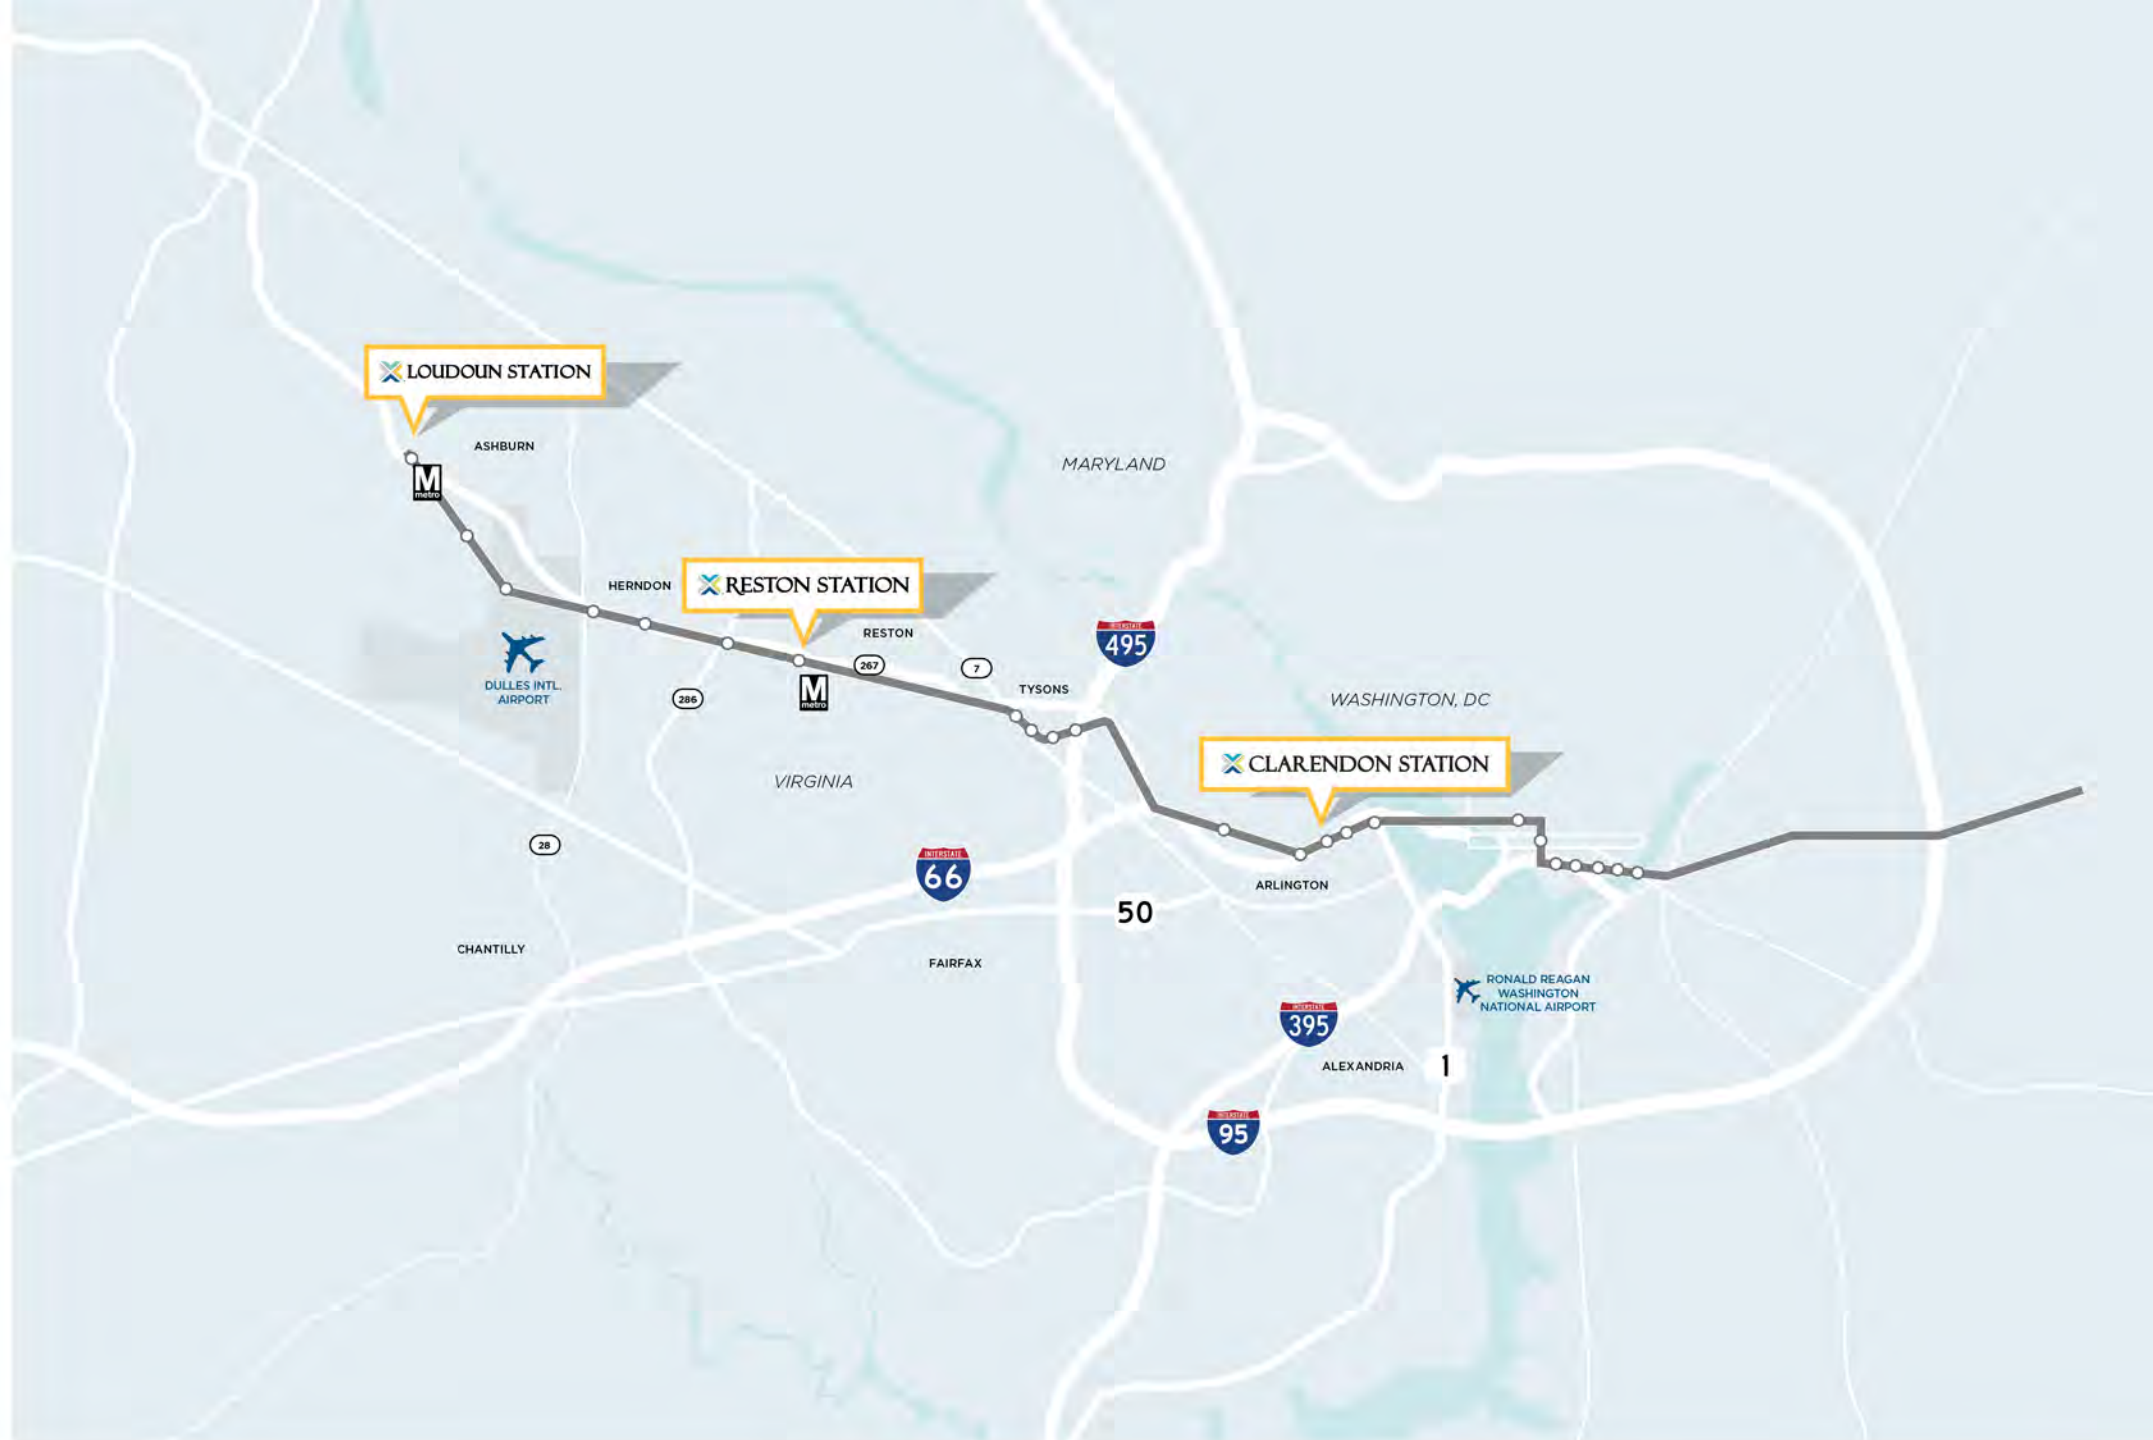 LOUDOUN STATION
ASHBURN
M
metro
MARYLAND
HERNDON
RESTON STATION
RESTON
INTERSTATE
495
267
7
DULLES INTL.
AIRPORT
286
M
metro
TYSONS
WASHINGTON, DC
CLARENDON STATION
VIRGINIA
28
INTERSTATE
66
ARLINGTON
50
CHANTILLY
FAIRFAX
RONALD REAGAN
WASHINGTON
NATIONAL AIRPORT
INTERSTATE
395
ALEXANDRIA
1
INTERSTATE
95